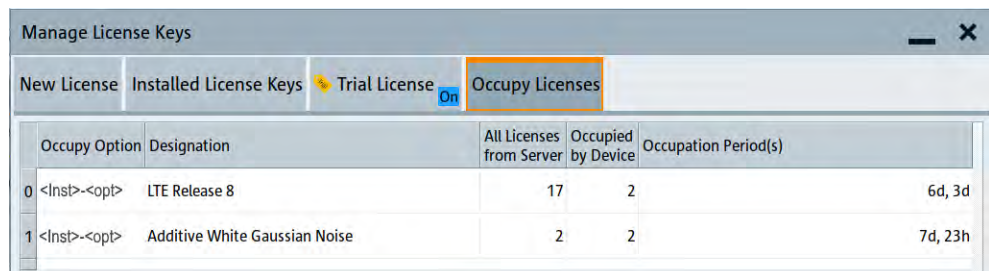 Manage License Keys
New License Installed License Keys Trial License On Occupy Licenses
Occupy Option Designation All Licenses from Server Occupied by Device Occupation Period(s)
0 <Inst>-<opt> LTE Release 8 17 2 6d, 3d
1 <Inst>-<opt> Additive White Gaussian Noise 2 2 7d, 23h